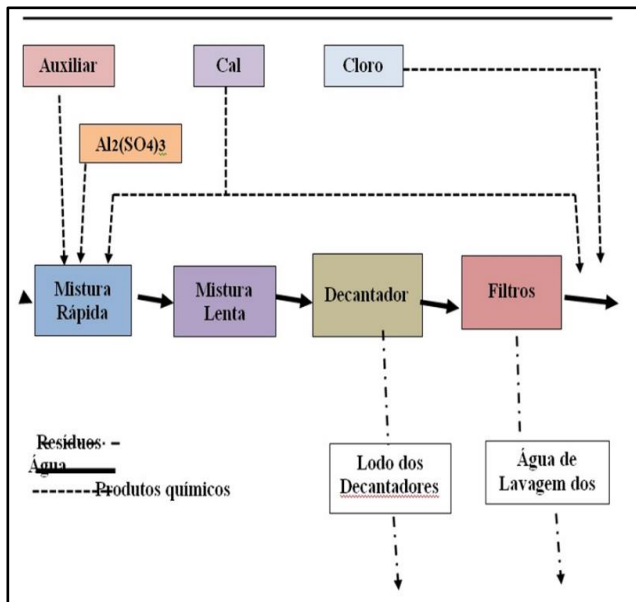 Auxiliar
Cal
Cloro
Al2(SO4)3
Mistura
Rápida
Mistura
Lenta
Decantador
Filtros
Resíduos
Água
Produtos químicos
Lodo dos
Decantadores
Água de
Lavagem dos